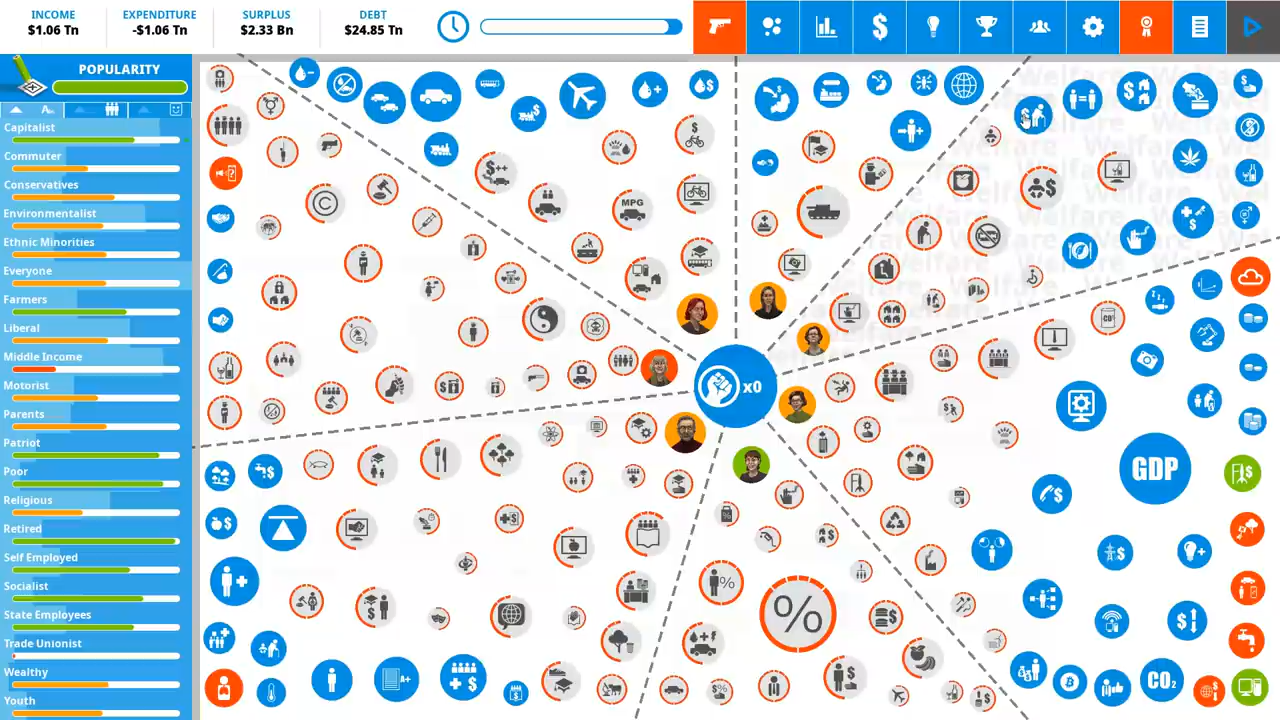 INCOME EXPENDITURE SURPLUS DEBT
$1.06 Tn -$1.06 Tn $2.33 Bn $24.85 Tn
POPULARITY
Capitalist
Commuter
Conservatives
Environmentalist
Ethnic Minorities
Everyone
Farmers
Liberal
Middle Income
Motorist
Parents
Patriot
Poor
Religious
Retired
Self Employed
Socialist
State Employees
Trade Unionist
Wealthy
Youth
Welfare
MPG
x0
GDP
CO₂
A+